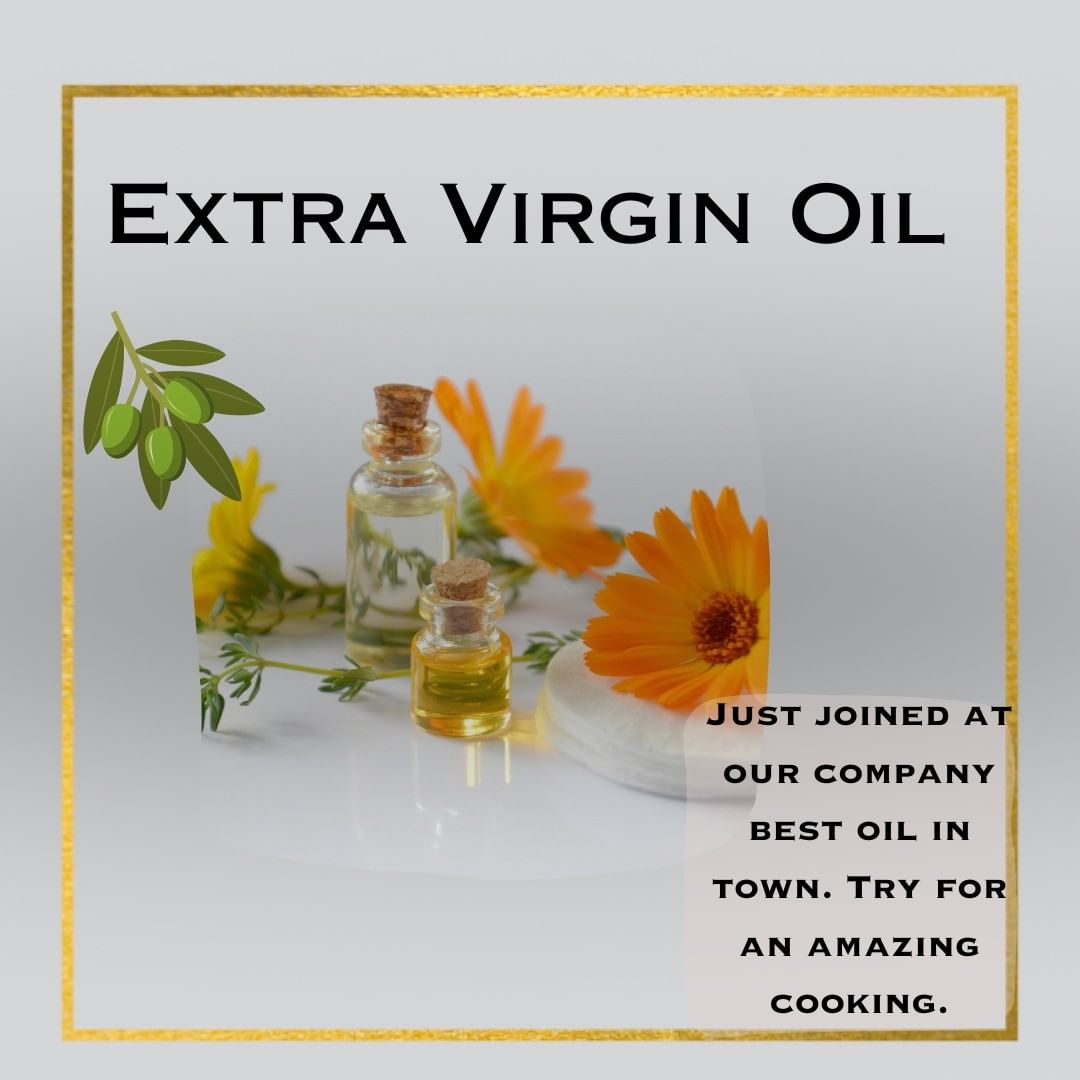 Extra Virgin Oil
Just joined at
our company
best oil in
town. Try for
an amazing
cooking.